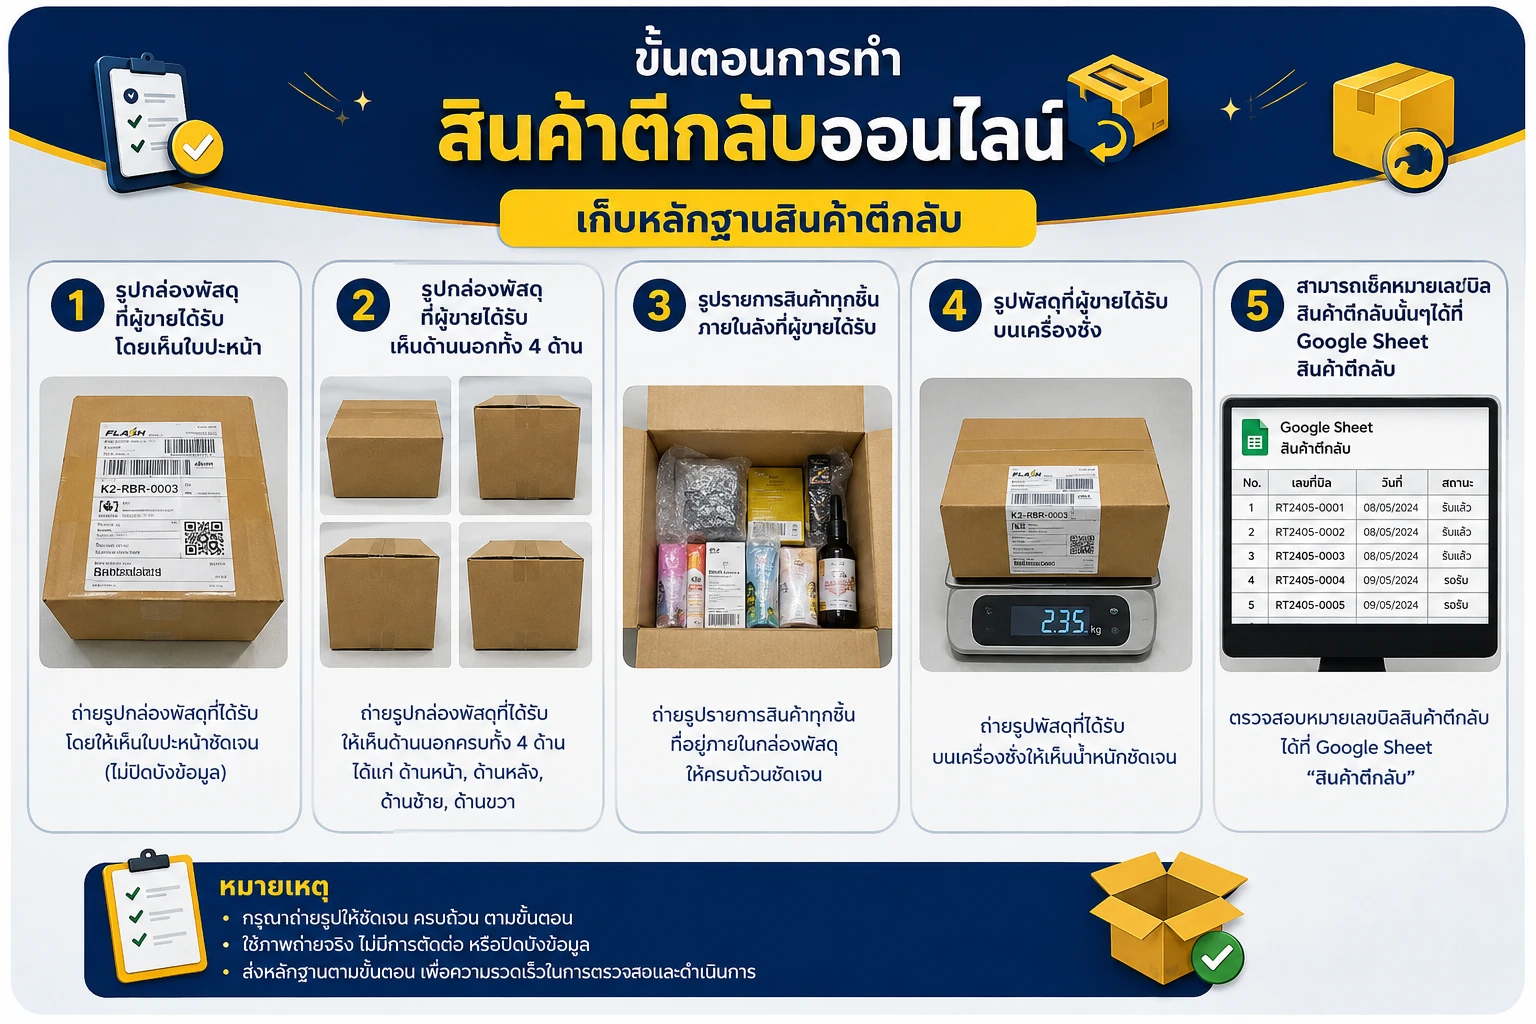 ขั้นตอนการทำ
สินค้าตีกลับออนไลน์
เก็บหลักฐานสินค้าตีกลับ
1
รูปกล่องพัสดุ
ที่ผู้ขายได้รับ
โดยเห็นใบปะหน้า
FLASH
K2-RBR-0003
ถ่ายรูปกล่องพัสดุที่ได้รับ
โดยให้เห็นใบปะหน้าชัดเจน
(ไม่ปิดบังข้อมูล)
2
รูปกล่องพัสดุ
ที่ผู้ขายได้รับ
เห็นด้านนอกทั้ง 4 ด้าน
ถ่ายรูปกล่องพัสดุที่ได้รับ
ให้เห็นด้านนอกครบทั้ง 4 ด้าน
ได้แก่ ด้านหน้า, ด้านหลัง,
ด้านซ้าย, ด้านขวา
3
รูปรายการสินค้าทุกชิ้น
ภายในลังที่ผู้ขายได้รับ
ถ่ายรูปรายการสินค้าทุกชิ้น
ที่อยู่ภายในกล่องพัสดุ
ให้ครบถ้วนชัดเจน
4
รูปพัสดุที่ผู้ขายได้รับ
บนเครื่องชั่ง
FLASH
K2-RBR-0003
2.35 kg
ถ่ายรูปพัสดุที่ได้รับ
บนเครื่องชั่งให้เห็นน้ำหนักชัดเจน
5
สามารถเช็คหมายเลขบิล
สินค้าตีกลับนั้นๆได้ที่
Google Sheet
สินค้าตีกลับ
Google Sheet
สินค้าตีกลับ
No. เลขที่บิล วันที่ สถานะ
1 RT2405-0001 08/05/2024 รับแล้ว
2 RT2405-0002 08/05/2024 รับแล้ว
3 RT2405-0003 08/05/2024 รับแล้ว
4 RT2405-0004 09/05/2024 รอรับ
5 RT2405-0005 09/05/2024 รอรับ
ตรวจสอบหมายเลขบิลสินค้าตีกลับ
ได้ที่ Google Sheet
“สินค้าตีกลับ”
หมายเหตุ
• กรุณาถ่ายรูปให้ชัดเจน ครบถ้วน ตามขั้นตอน
• ใช้ภาพถ่ายจริง ไม่มีการตัดต่อ หรือปิดบังข้อมูล
• ส่งหลักฐานตามขั้นตอน เพื่อความรวดเร็วในการตรวจสอและดำเนินการ